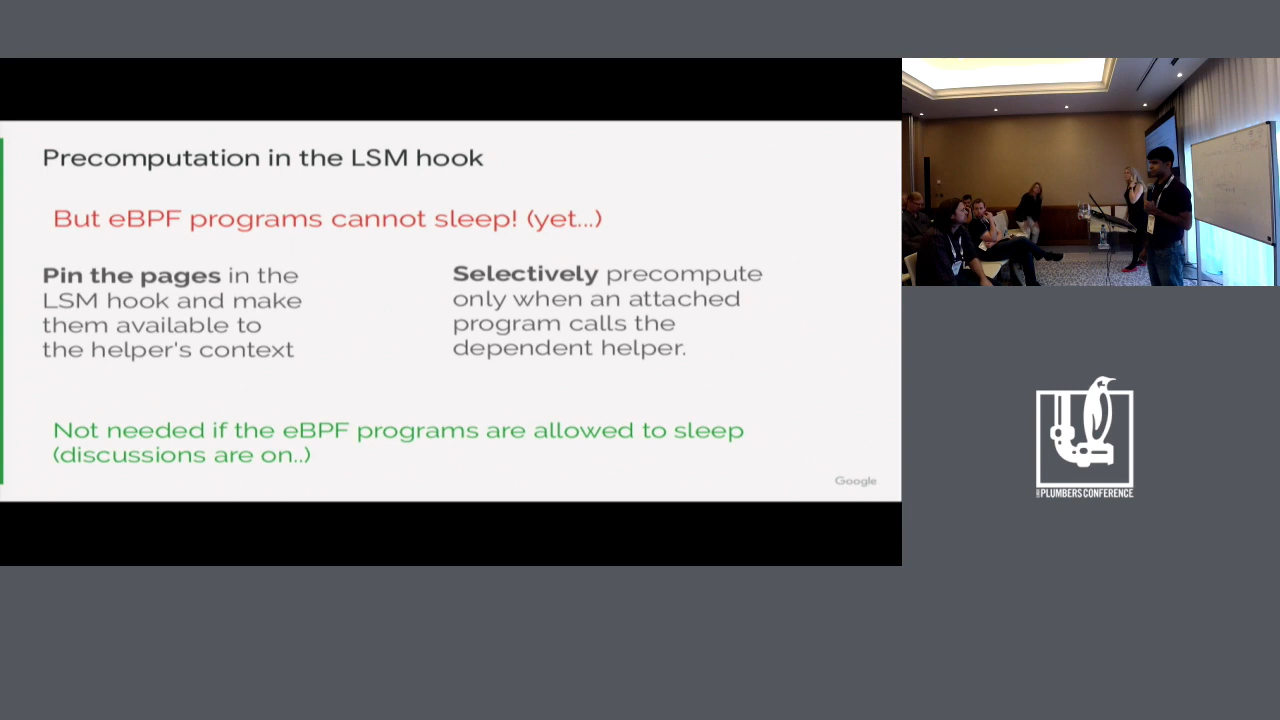 Precomputation in the LSM hook
But eBPF programs cannot sleep! (yet...)
Pin the pages in the
LSM hook and make
them available to
the helper's context
Selectively precompute
only when an attached
program calls the
dependent helper.
Not needed if the eBPF programs are allowed to sleep
(discussions are on..)
Google
PLUMBERS CONFERENCE